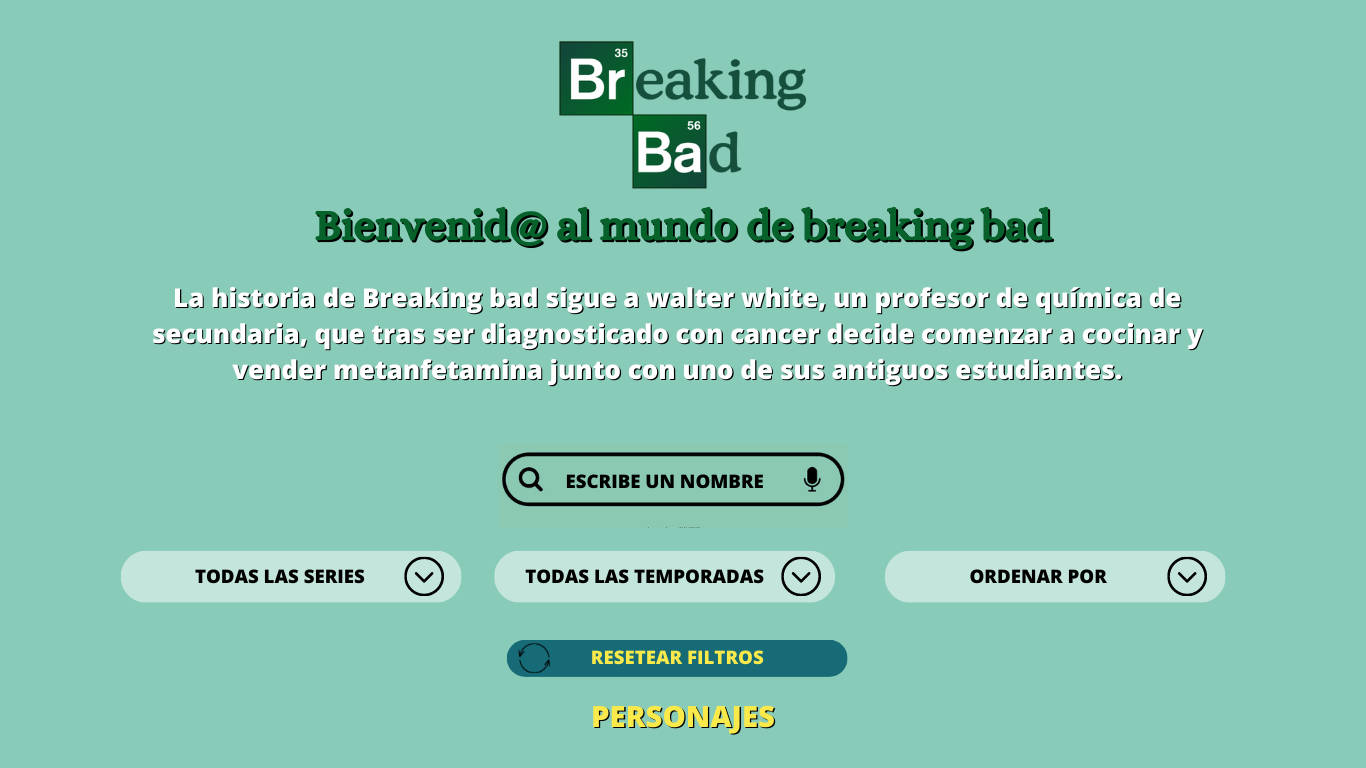 35
Breaking
56
Bad
Bienvenid@ al mundo de breaking bad
La historia de Breaking bad sigue a walter white, un profesor de química de
secundaria, que tras ser diagnosticado con cancer decide comenzar a cocinar y
vender metanfetamina junto con uno de sus antiguos estudiantes.
ESCRIBE UN NOMBRE
TODAS LAS SERIES
TODAS LAS TEMPORADAS
ORDENAR POR
RESETEAR FILTROS
PERSONAJES